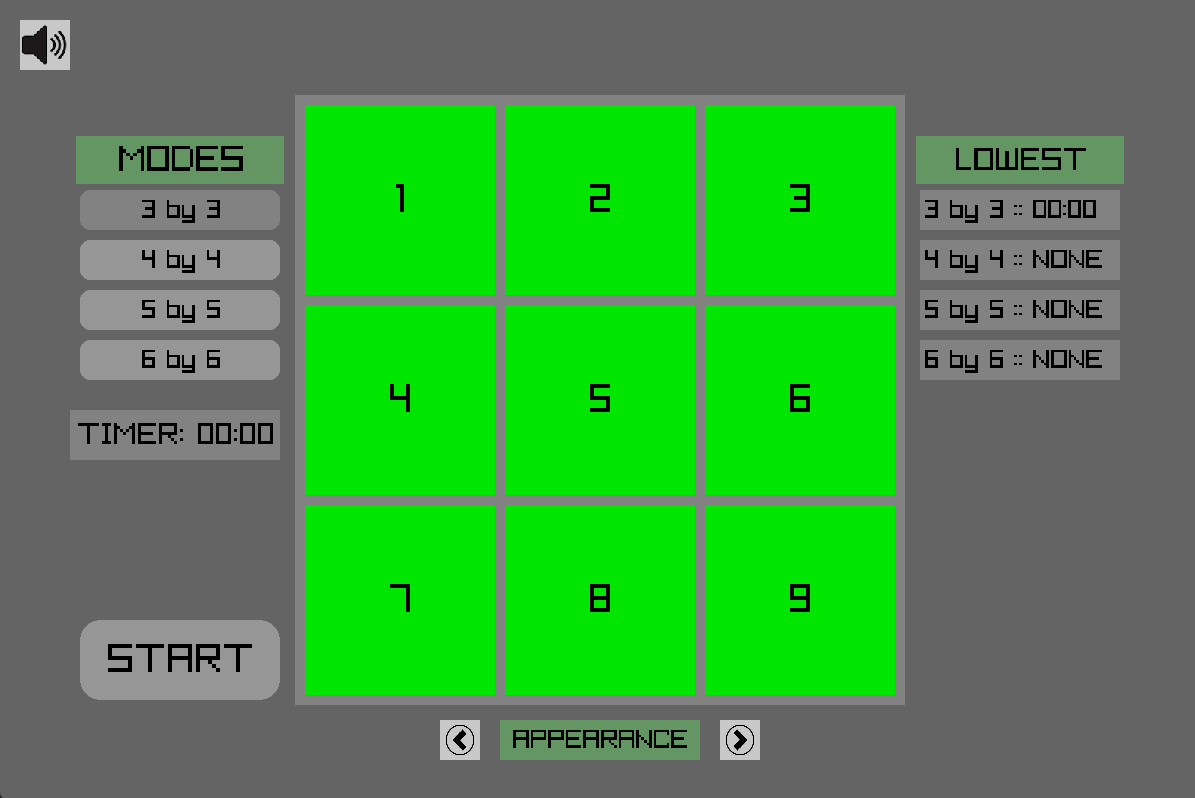 MODES
3 by 3
4 by 4
5 by 5
6 by 6
TIMER: 00:00
START
1 2 3
4 5 6
7 8 9
APPEARANCE
LOWEST
3 by 3 :: 00:00
4 by 4 :: NONE
5 by 5 :: NONE
6 by 6 :: NONE